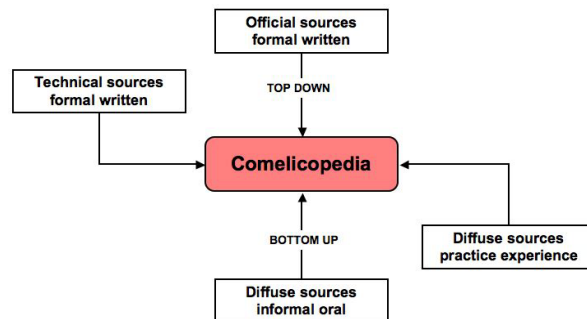 Official sources
formal written
Technical sources
formal written
TOP DOWN
Comelicopedia
BOTTOM UP
Diffuse sources
practice experience
Diffuse sources
informal oral